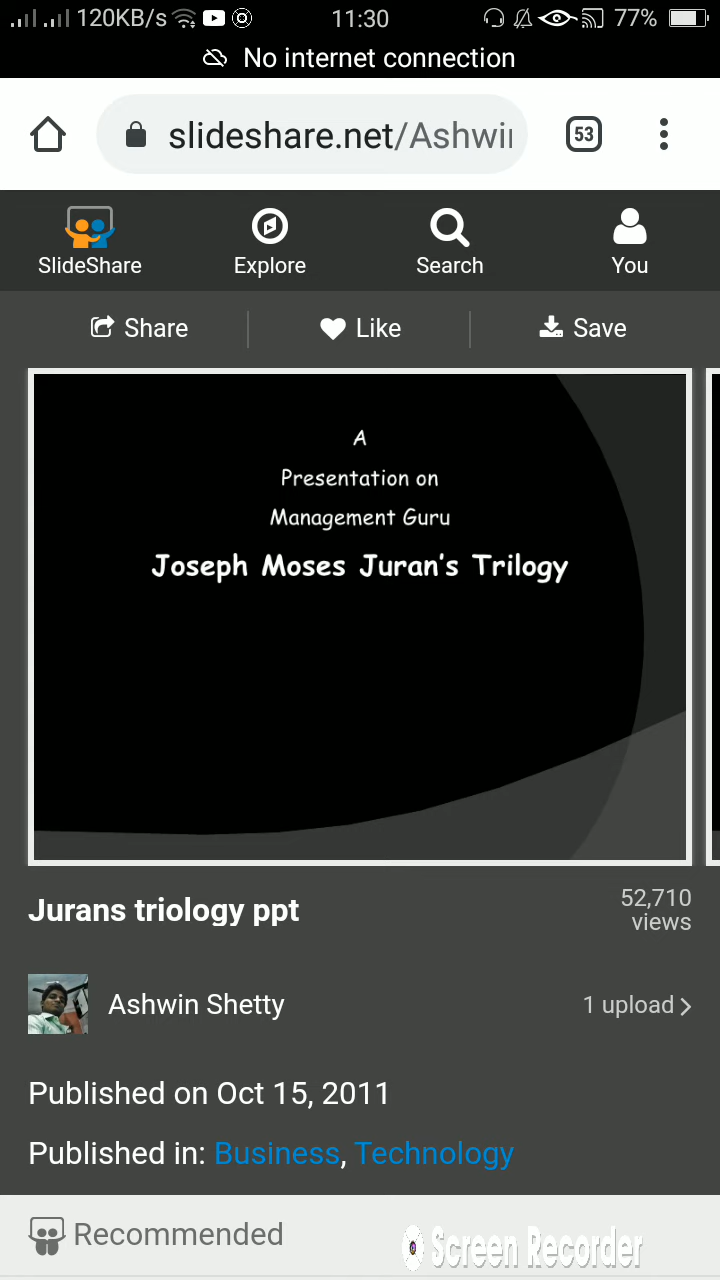 120KB/s 11:30 77%
No internet connection
slideshare.net/Ashwi
53
SlideShare Explore Search You
Share Like Save
A
Presentation on
Management Guru
Joseph Moses Juran's Trilogy
Jurans triology ppt
52,710
views
Ashwin Shetty
1 upload
Published on Oct 15, 2011
Published in: Business, Technology
Recommended
Screen Recorder